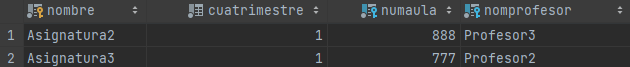 nombre cuatrimestre numaula nomprofesor
1 Asignatura2 1 888 Profesor3
2 Asignatura3 1 777 Profesor2